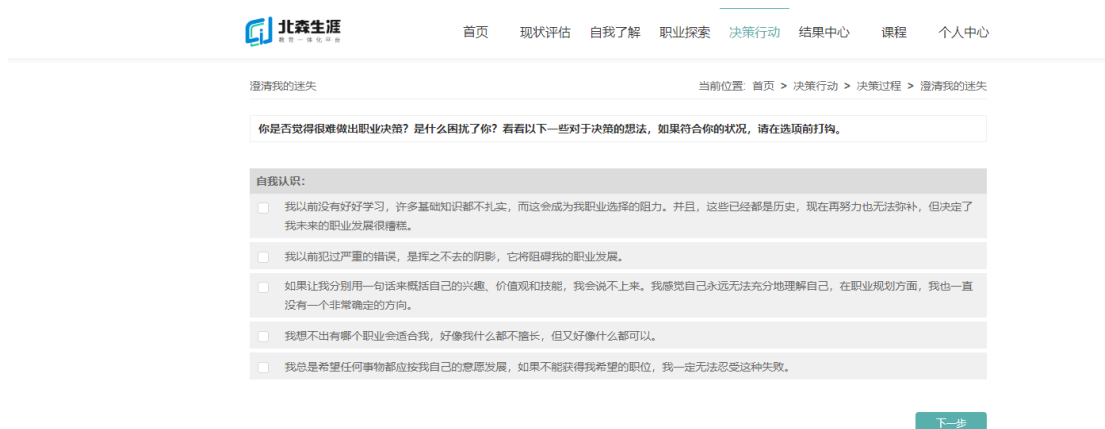 北森生涯
教育一体化平台
首页 现状评估 自我了解 职业探索 决策行动 结果中心 课程 个人中心
澄清我的迷失 当前位置: 首页 > 决策行动 > 决策过程 > 澄清我的迷失
你是否觉得很难做出职业决策？是什么困扰了你？看看以下一些对于决策的想法，如果符合你的状况，请在选项前打钩。
自我认识：
我以前没有好好学习，许多基础知识都不扎实，而这会成为我职业选择的阻力。并且，这些已经都是历史，现在再努力也无法弥补，但决定了
我未来的职业发展很糟糕。
我以前犯过严重的错误，是挥之不去的阴影，它将阻碍我的职业发展。
如果让我分别用一句话来概括自己的兴趣、价值观和技能，我会说不上来。我感觉自己永远无法充分地理解自己，在职业规划方面，我也一直
没有一个非常确定的方向。
我想不出有哪个职业会适合我，好像我什么都不擅长，但又好像什么都可以。
我总是希望任何事物都应按我自己的意愿发展，如果不能获得我希望的职位，我一定无法忍受这种失败。
下一步